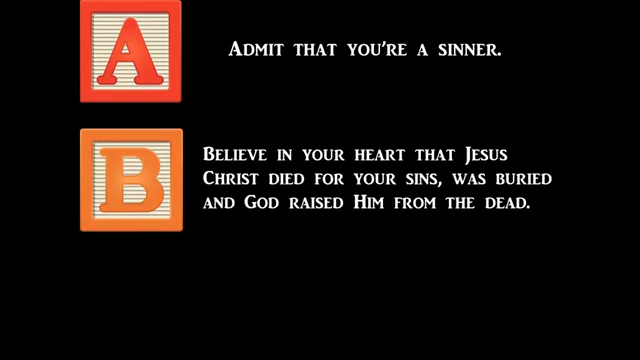 A
Admit that you're a sinner.
B
Believe in your heart that Jesus
Christ died for your sins, was buried
and God raised Him from the dead.